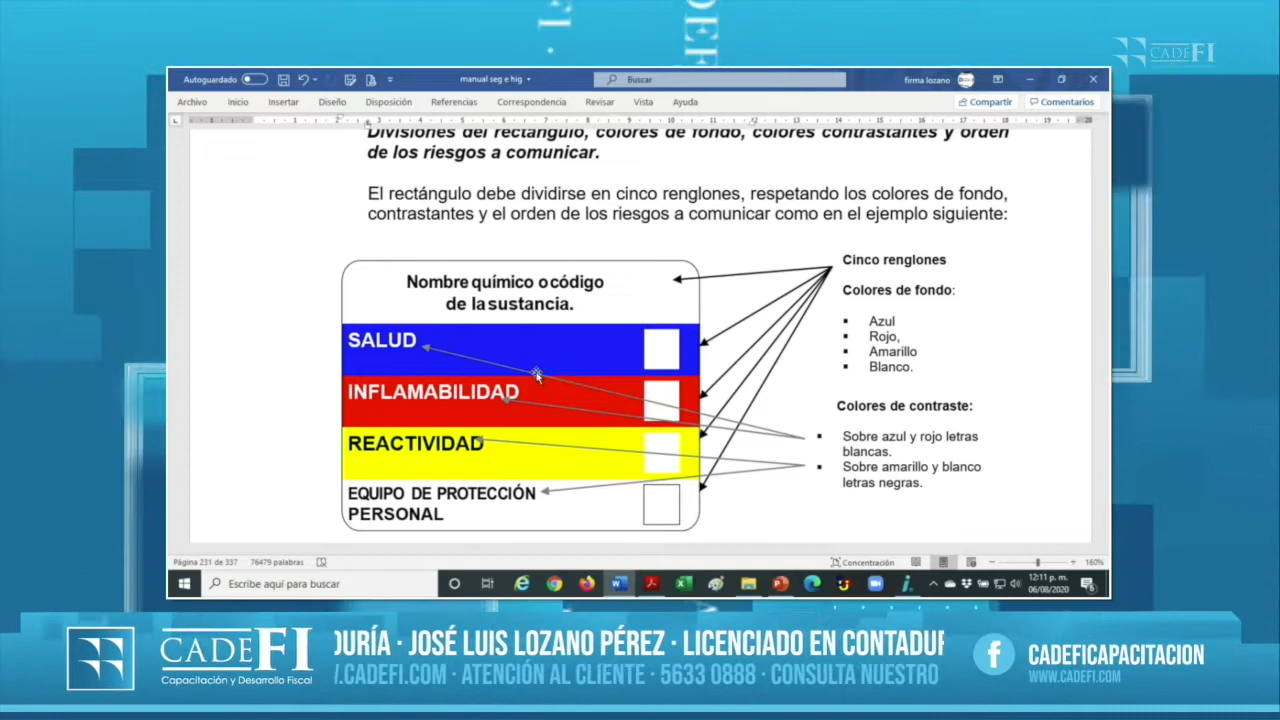 CADEFI
Autoguardado
manual seg e hig
Buscar
firma lozano
Archivo Inicio Insertar Diseño Disposición Referencias Correspondencia Revisar Vista Ayuda
Compartir Comentarios
Divisiones del rectángulo, colores de fondo, colores contrastantes y orden
de los riesgos a comunicar.
El rectángulo debe dividirse en cinco renglones, respetando los colores de fondo,
contrastantes y el orden de los riesgos a comunicar como en el ejemplo siguiente:
Nombre químico o código
de la sustancia.
SALUD
INFLAMABILIDAD
REACTIVIDAD
EQUIPO DE PROTECCIÓN
PERSONAL
Cinco renglones
Colores de fondo:
Azul
Rojo,
Amarillo
Blanco.
Colores de contraste:
Sobre azul y rojo letras
blancas.
Sobre amarillo y blanco
letras negras.
Página 231 de 337 76479 palabras
Concentración
160%
Escribe aquí para buscar
12:11 p. m.
06/08/2020
CADEFI
Capacitación y Desarrollo Fiscal
DURÍA · JOSÉ LUIS LOZANO PÉREZ · LICENCIADO EN CONTADUR
/.CADEFI.COM · ATENCIÓN AL CLIENTE · 5633 0888 · CONSULTA NUESTRO
CADEFICAPACITACION
WWW.CADEFI.COM